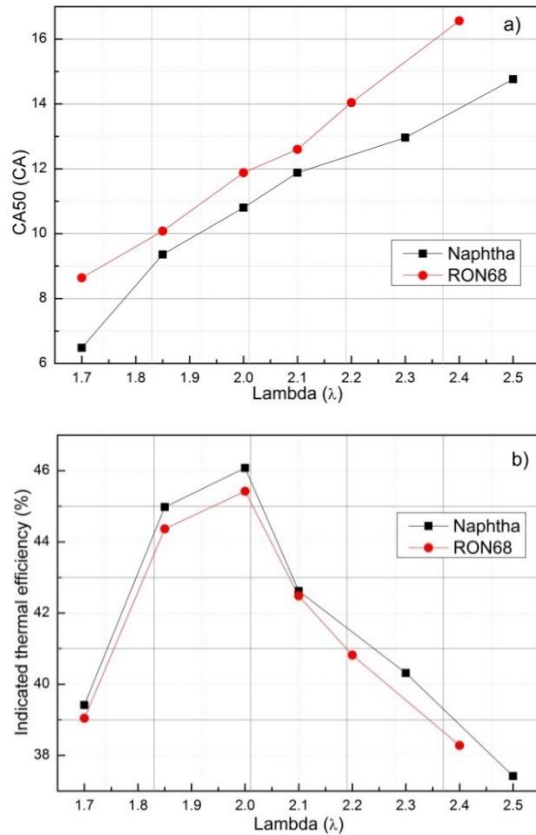 a)
16
14
12
10
8
6
CA50 (CA)
Naphtha
RON68
1.7 1.8 1.9 2.0 2.1 2.2 2.3 2.4 2.5
Lambda (λ)
b)
46
44
42
40
38
Indicated thermal efficiency (%)
Naphtha
RON68
1.7 1.8 1.9 2.0 2.1 2.2 2.3 2.4 2.5
Lambda (λ)